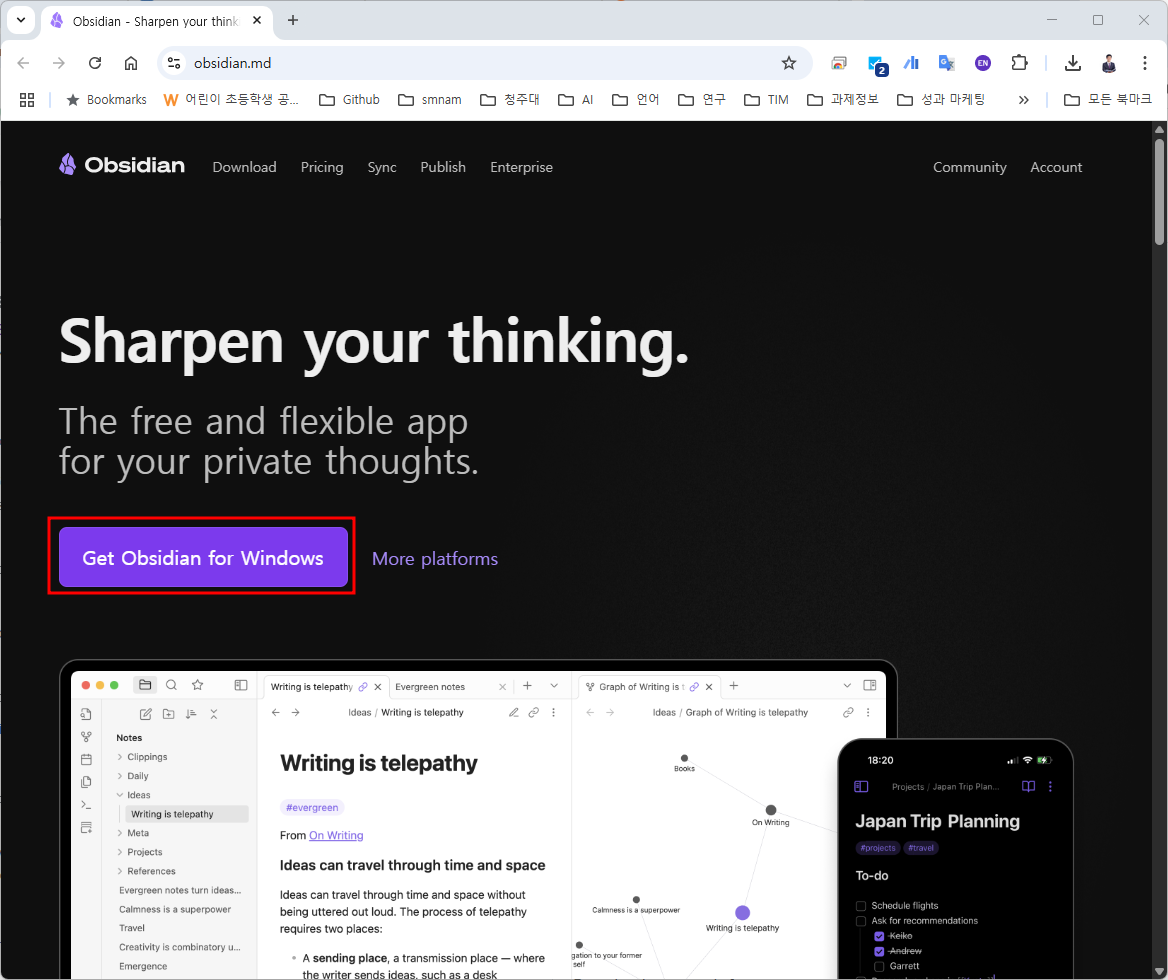 Obsidian - Sharpen your think
obsidian.md
2
EN
Bookmarks
W 어린이 초등학생 공...
Github
smnam
청주대
AI
언어
연구
TIM
과제정보
성과 마케팅
»
모든 북마크
Obsidian
Download
Pricing
Sync
Publish
Enterprise
Community
Account
Sharpen your thinking.
The free and flexible app
for your private thoughts.
Get Obsidian for Windows
More platforms
Writing is telepathy
Evergreen notes
Graph of Writing is t
Ideas / Writing is telepathy
Ideas / Graph of Writing is telepathy
Notes
Clippings
Daily
Ideas
Writing is telepathy
Meta
Projects
References
Evergreen notes turn ideas...
Calmness is a superpower
Travel
Creativity is combinatory u...
Emergence
Writing is telepathy
#evergreen
From On Writing
Ideas can travel through time and space
Ideas can travel through time and space without
being uttered out loud. The process of telepathy
requires two places:
• A sending place, a transmission place — where
the writer sends ideas, such as a desk
Books
On Writing
Calmness is a superpower
Writing is telepathy
gation to your former
self
18:20
Projects / Japan Trip Plan...
Japan Trip Planning
#projects
#travel
To-do
Schedule flights
Ask for recommendations
Keiko
Andrew
Garrett